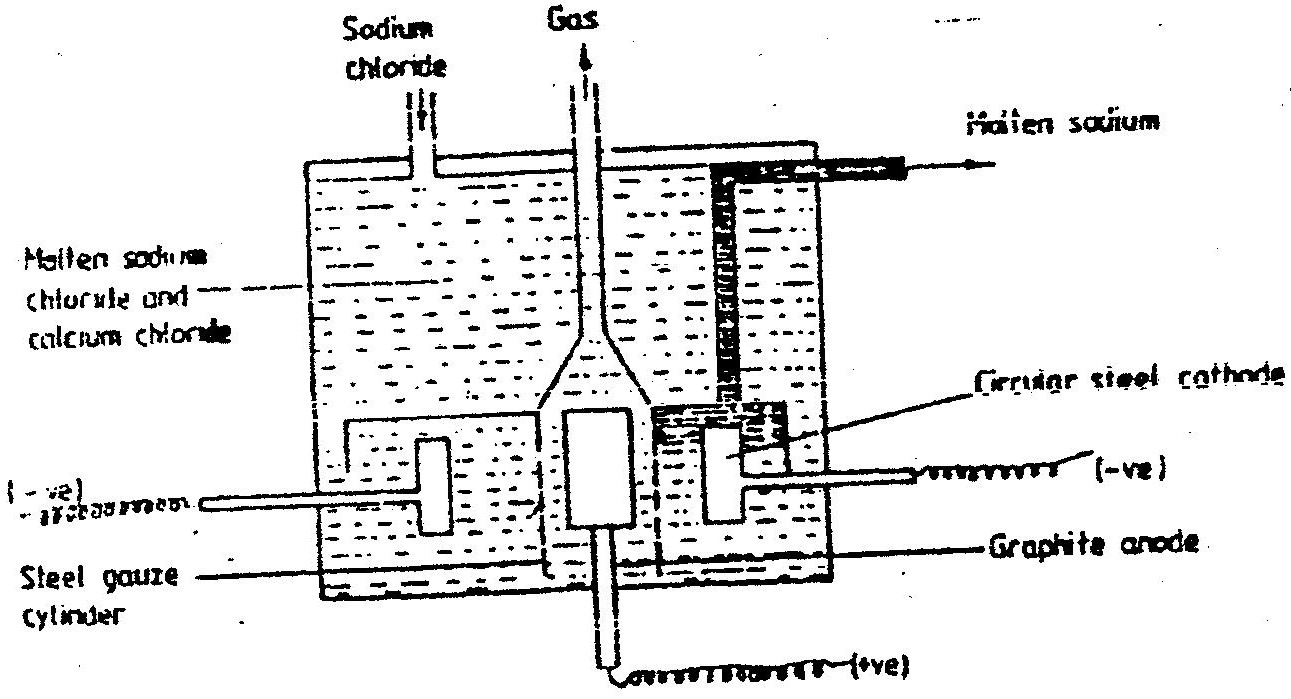 Sodium
chloride
Gas
Molten sodium
Molten sodium
chloride and
calcium chloride
Circular steel cathode
(-ve)
(-ve)
Graphite anode
Steel gauze
cylinder
(+ve)